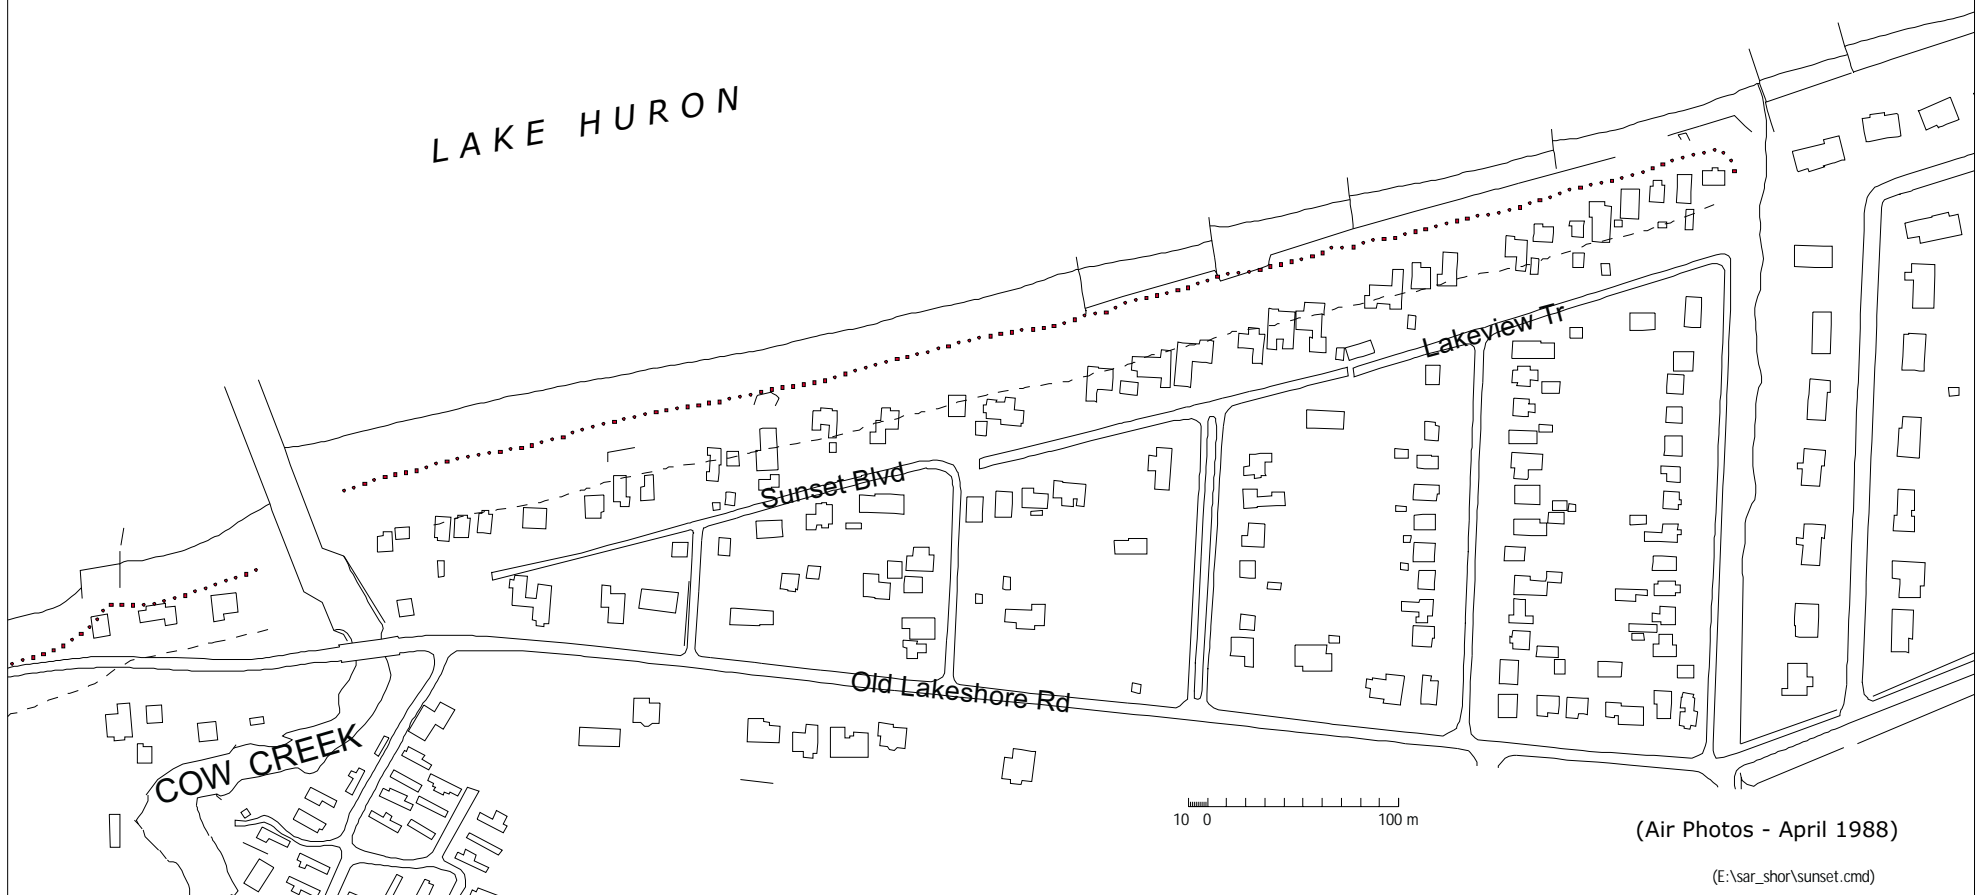 LAKE HURON
Lakeview Tr
Sunset Blvd
Old Lakeshore Rd
COW CREEK
10 0 100 m
(Air Photos - April 1988)
(E:\sar_shor\sunset.cmd)